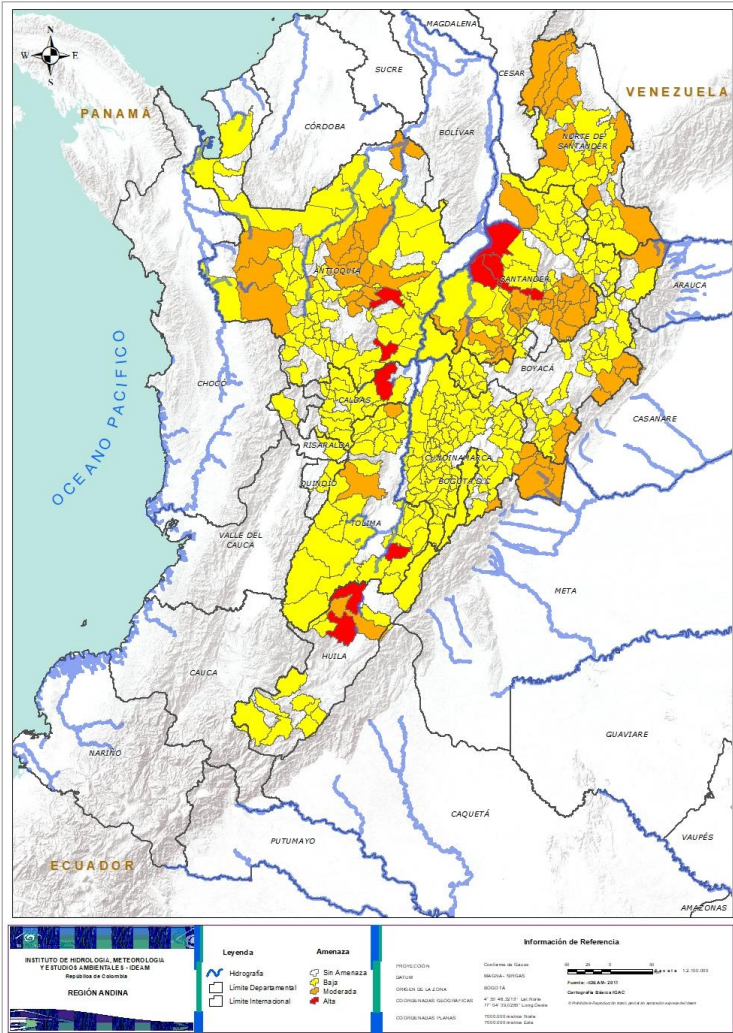 N
W E
S
MAGDALENA
SUCRE
CESAR
VENEZUELA
PANAMÁ
CÓRDOBA
BOLÍVAR
NORTE DE
SANTANDER
ANTIOQUIA
SANTANDER
ARAUCA
OCEANO PACIFICO
CHOCÓ
BOYACÁ
CALDAS
CASANARE
RISARALDA
CUNDINAMARCA
QUINDIO
BOGOTÁ D.C
TOLIMA
VALLE DEL
CAUCA
META
HUILA
CAUCA
GUAVIARE
NARIÑO
CAQUETÁ
PUTUMAYO
VAUPÉS
ECUADOR
AMAZONAS
INSTITUTO DE HIDROLOGIA, METEOROLOGIA
Y ESTUDIOS AMBIENTALES - IDEAM
República de Colombia
REGIÓN ANDINA
Leyenda
Hidrografia
Límite Departamental
Límite Internacional
Amenaza
Sin Amenaza
Baja
Moderada
Alta
Información de Referencia
PROYECCIÓN
Conforme de Gauss
DATUM
MAGNA - SIRGAS
ORIGEN DE LA ZONA
BOGOTÁ
COORDENADAS GEOGRÁFICAS
COORDENADAS PLANAS
Fuente: IDEAM- 2011
Cartografía Básica IGAC